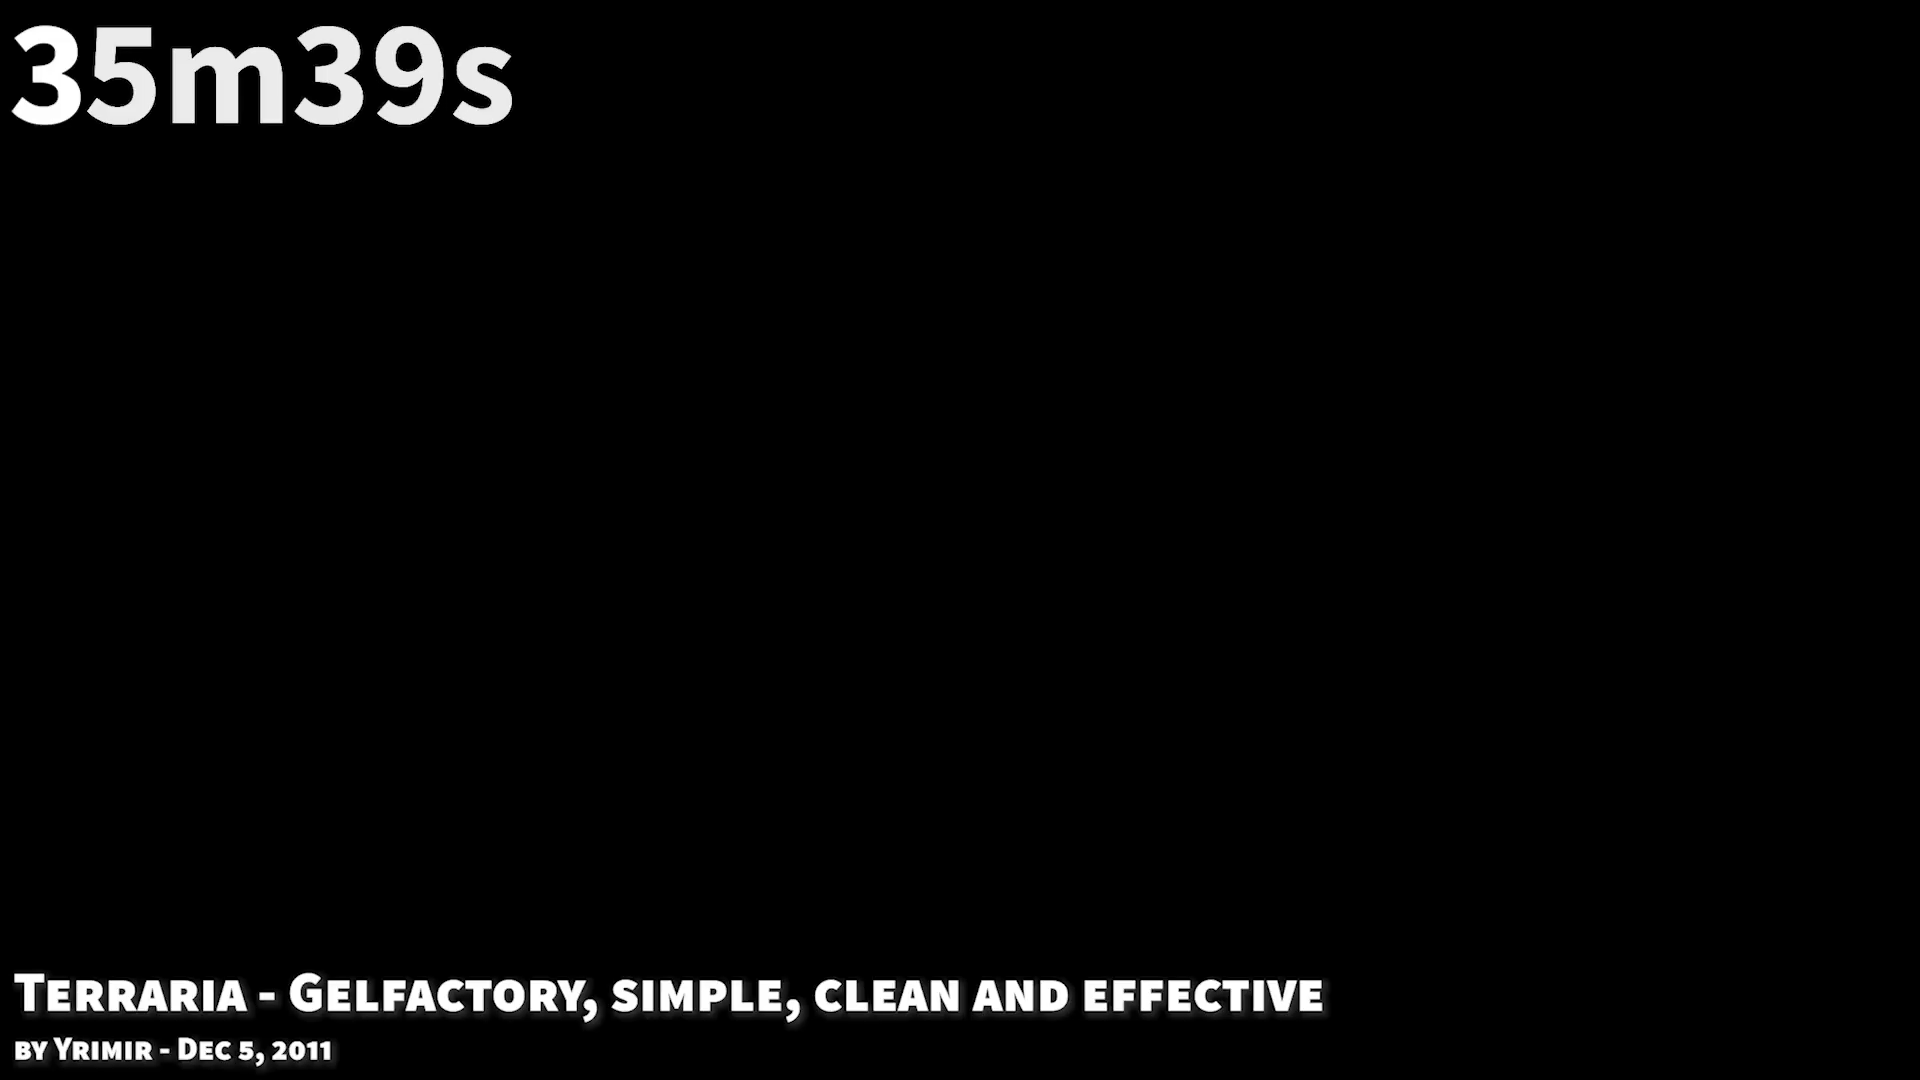 35m39s
Terraria - Gelfactory, simple, clean and effective
by Yrimir - Dec 5, 2011